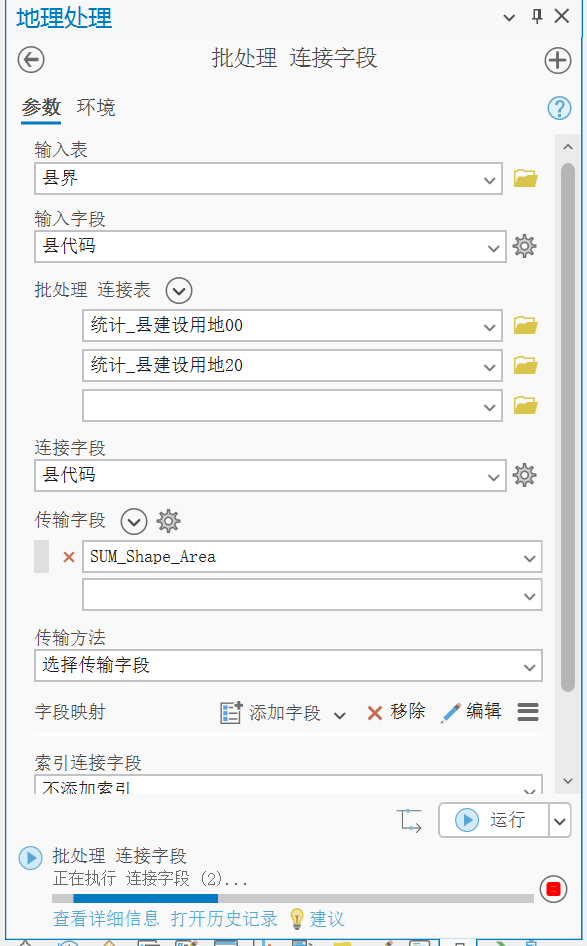 地理处理
批处理 连接字段
参数 环境
输入表
县界
输入字段
县代码
批处理 连接表
统计_县建设用地00
统计_县建设用地20
连接字段
县代码
传输字段
SUM_Shape_Area
传输方法
选择传输字段
字段映射 添加字段 移除 编辑
索引连接字段
不添加索引
运行
批处理 连接字段
正在执行 连接字段 (2)...
查看详细信息 打开历史记录 建议